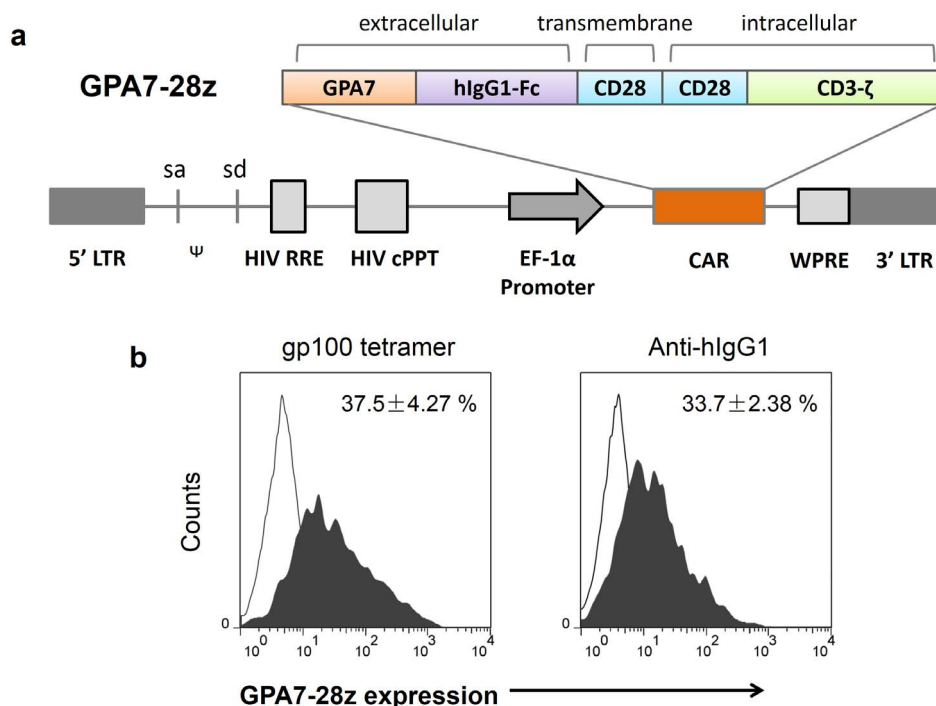 a
extracellular transmembrane intracellular
GPA7-28z
GPA7 hIgG1-Fc CD28 CD28 CD3-ζ
sa sd
Ψ
5’ LTR HIV RRE HIV cPPT EF-1α CAR WPRE 3’ LTR
Promoter
b
gp100 tetramer Anti-hIgG1
37.5±4.27 % 33.7±2.38 %
Counts
0 0
10⁰ 10¹ 10² 10³ 10⁴ 10⁰ 10¹ 10² 10³ 10⁴
GPA7-28z expression